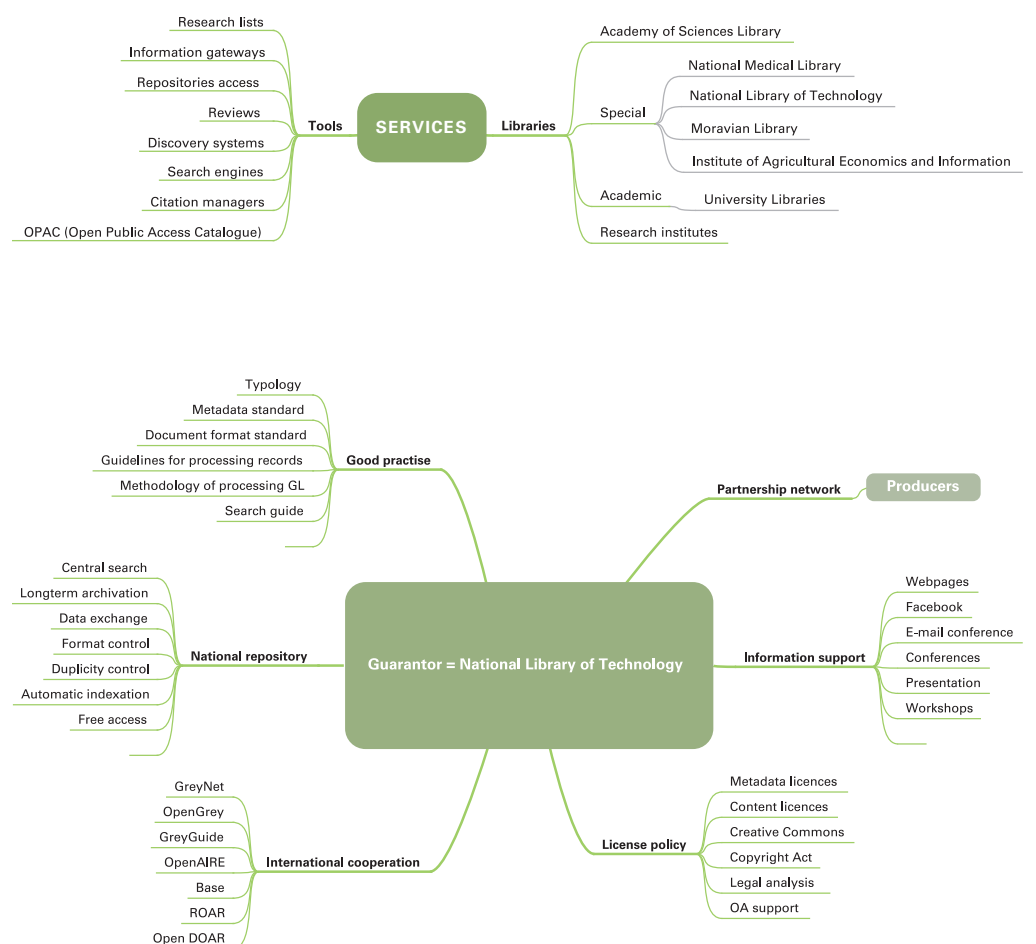 Research lists
Information gateways
Repositories access
Reviews
Discovery systems
Search engines
Citation managers
OPAC (Open Public Access Catalogue)
Tools
SERVICES
Libraries
Academy of Sciences Library
Special
National Medical Library
National Library of Technology
Moravian Library
Institute of Agricultural Economics and Information
Academic
University Libraries
Research institutes
Typology
Metadata standard
Document format standard
Guidelines for processing records
Methodology of processing GL
Search guide
Good practise
Partnership network
Producers
Central search
Longterm archivation
Data exchange
Format control
Duplicity control
Automatic indexation
Free access
National repository
Guarantor = National Library of Technology
Information support
Webpages
Facebook
E-mail conference
Conferences
Presentation
Workshops
GreyNet
OpenGrey
GreyGuide
OpenAIRE
Base
ROAR
Open DOAR
International cooperation
License policy
Metadata licences
Content licences
Creative Commons
Copyright Act
Legal analysis
OA support